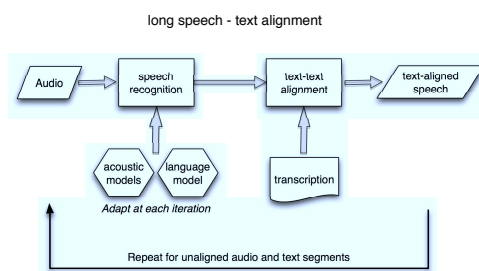 long speech - text alignment
Audio
speech
recognition
text-text
alignment
text-aligned
speech
acoustic
models
language
model
transcription
Adapt at each iteration
Repeat for unaligned audio and text segments